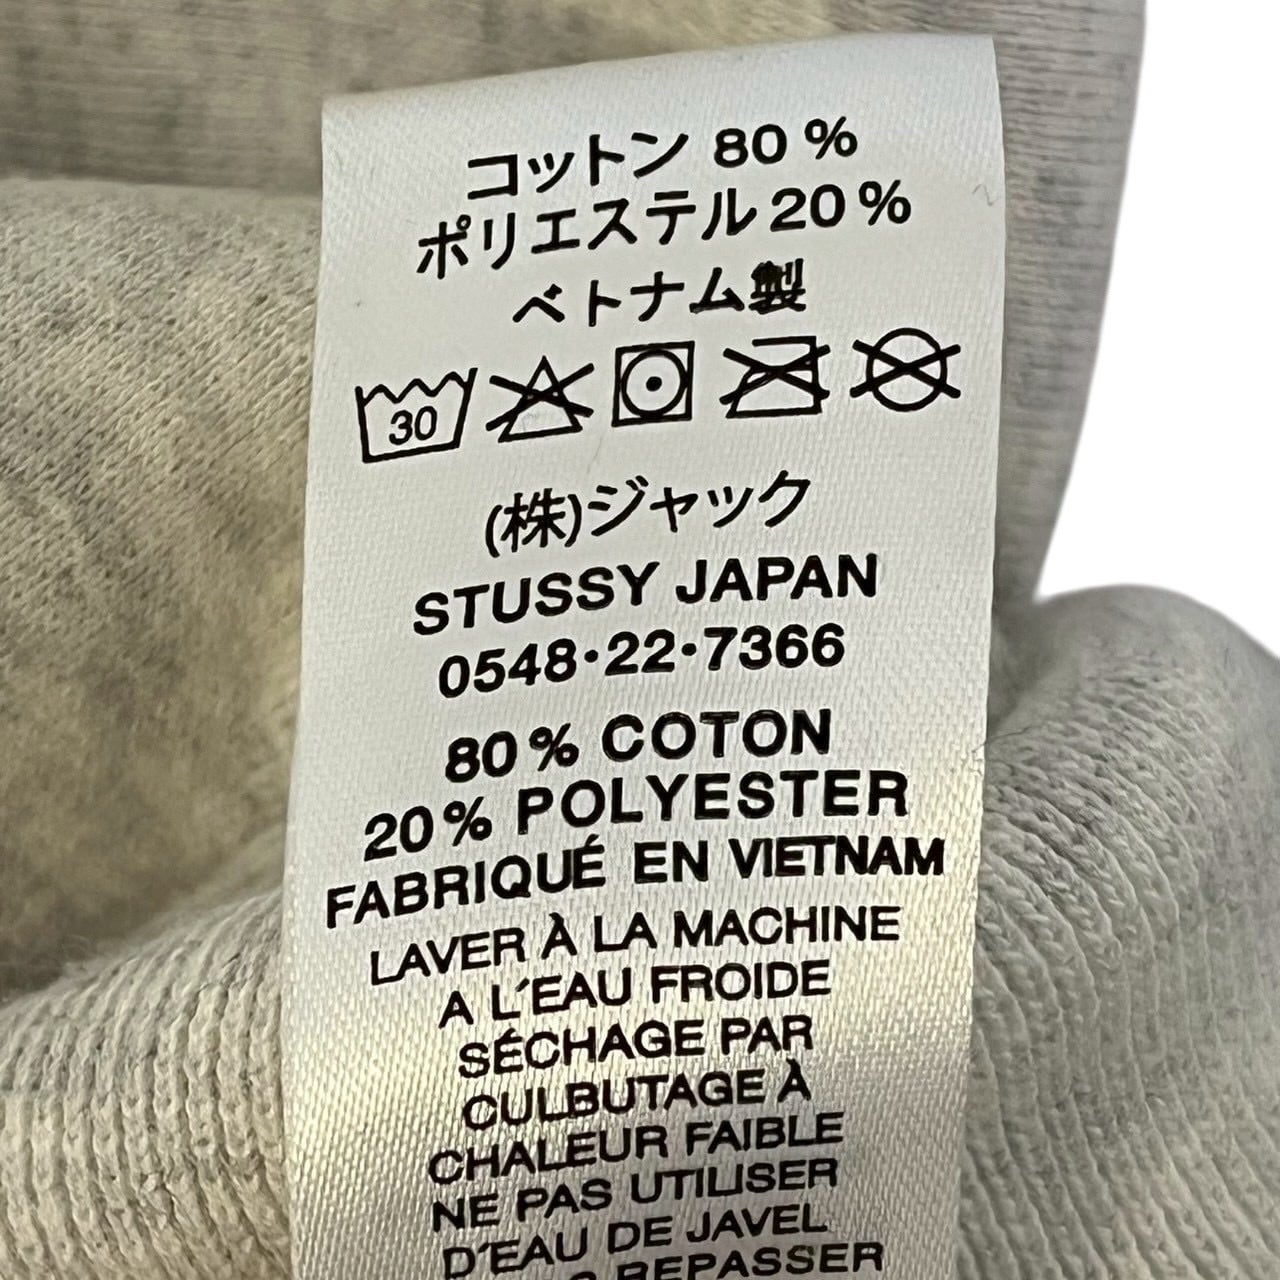 コットン 80 %
ポリエステル 20 %
ベトナム製
30
(株)ジャック
STUSSY JAPAN
0548・22・7366
80 % COTON
20 % POLYESTER
FABRIQUÉ EN VIETNAM
LAVER À LA MACHINE
A L'EAU FROIDE
SÉCHAGE PAR
CULBUTAGE À
CHALEUR FAIBLE
NE PAS UTILISER
D'EAU DE JAVEL
REPASSER